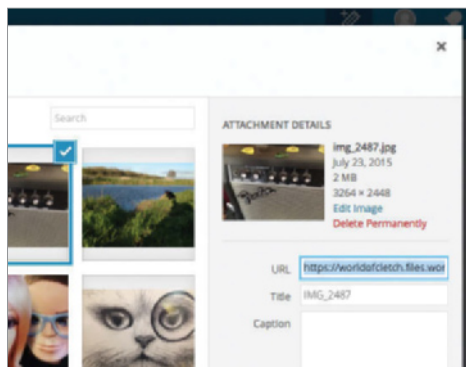 Search
ATTACHMENT DETAILS
img_2487.jpg
July 23, 2015
2 MB
3264 × 2448
Edit Image
Delete Permanently
URL https://worldofcletch.files.wor
Title IMG_2487
Caption